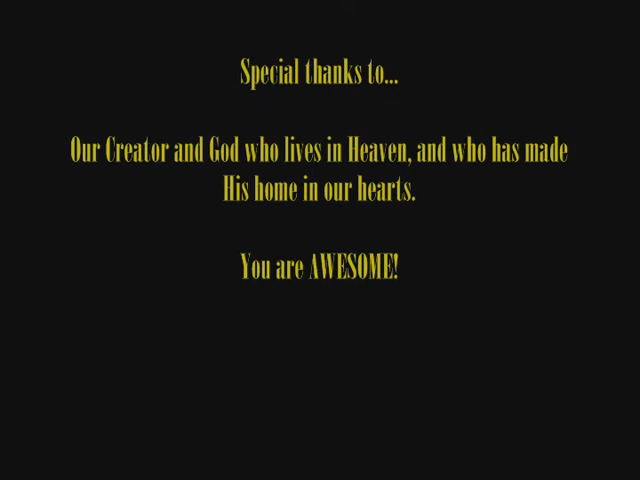 Special thanks to...
Our Creator and God who lives in Heaven, and who has made
His home in our hearts.
You are AWESOME!